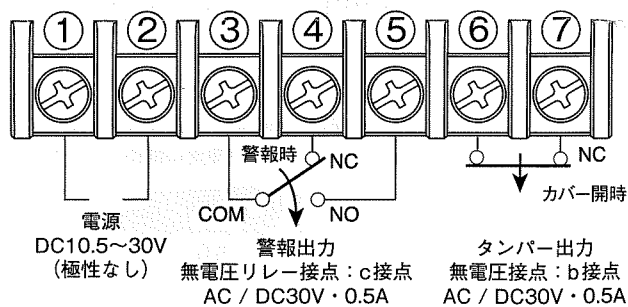 ① ② ③ ④ ⑤ ⑥ ⑦
警報時
NC
NC
カバー開時
COM
NO
電源
DC10.5～30V
（極性なし）
警報出力
無電圧リレー接点：c接点
AC / DC30V・0.5A
タンパー出力
無電圧接点：b接点
AC / DC30V・0.5A